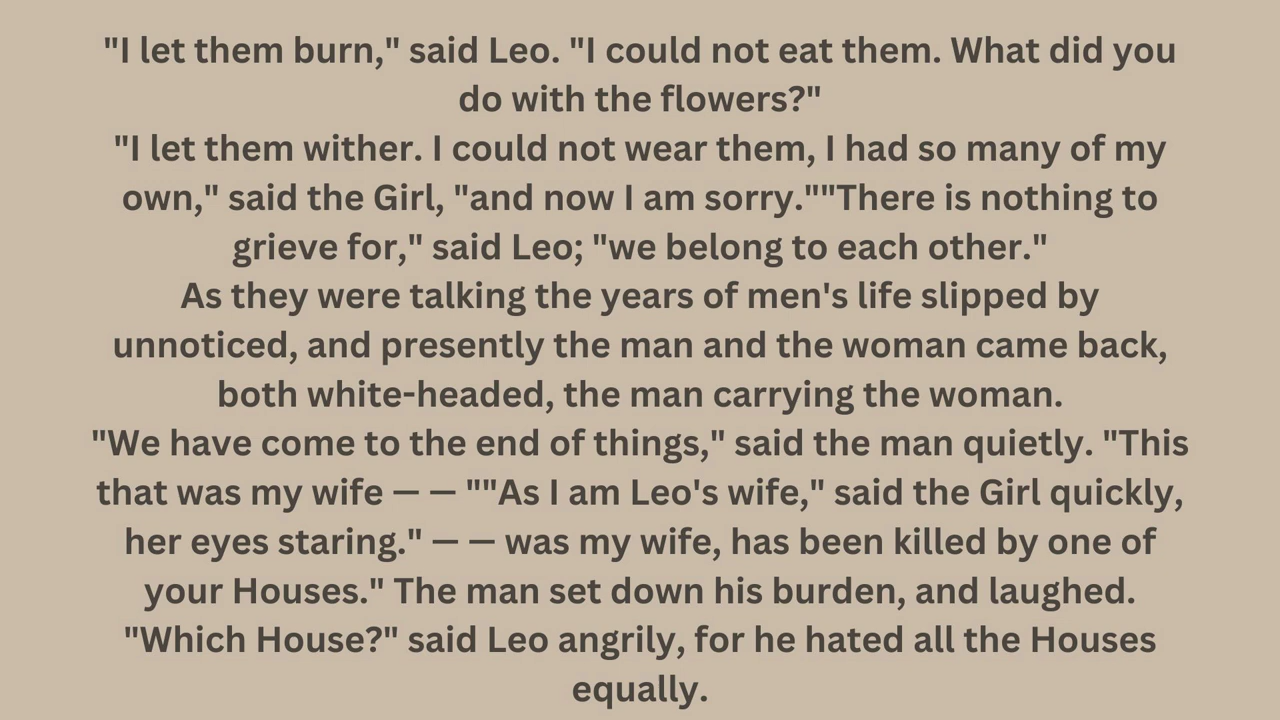 "I let them burn," said Leo. "I could not eat them. What did you
do with the flowers?"
"I let them wither. I could not wear them, I had so many of my
own," said the Girl, "and now I am sorry.""There is nothing to
grieve for," said Leo; "we belong to each other."
As they were talking the years of men's life slipped by
unnoticed, and presently the man and the woman came back,
both white-headed, the man carrying the woman.
"We have come to the end of things," said the man quietly. "This
that was my wife — — ""As I am Leo's wife," said the Girl quickly,
her eyes staring." — — was my wife, has been killed by one of
your Houses." The man set down his burden, and laughed.
"Which House?" said Leo angrily, for he hated all the Houses
equally.